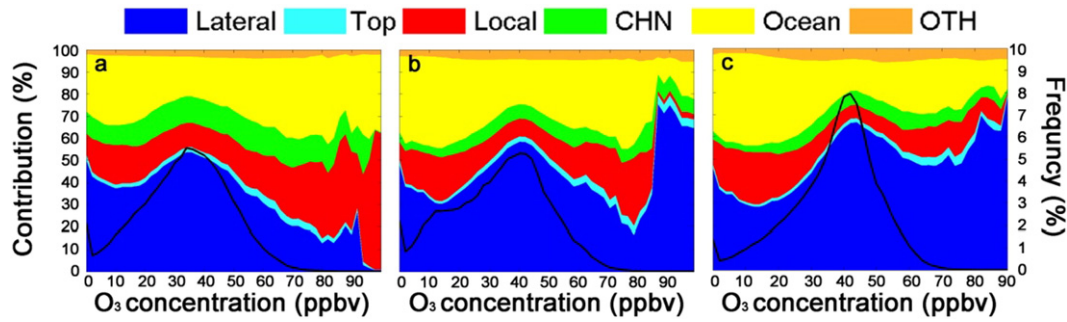 Lateral Top Local CHN Ocean OTH
Contribution (%)
100
90
80
70
60
50
40
30
20
10
0
a
b
c
10
9
8
7
6
5
4
3
2
1
0
Frequncy (%)
0 10 20 30 40 50 60 70 80 90
0 10 20 30 40 50 60 70 80 90
0 10 20 30 40 50 60 70 80 90
O₃ concentration (ppbv) O₃ concentration (ppbv) O₃ concentration (ppbv)